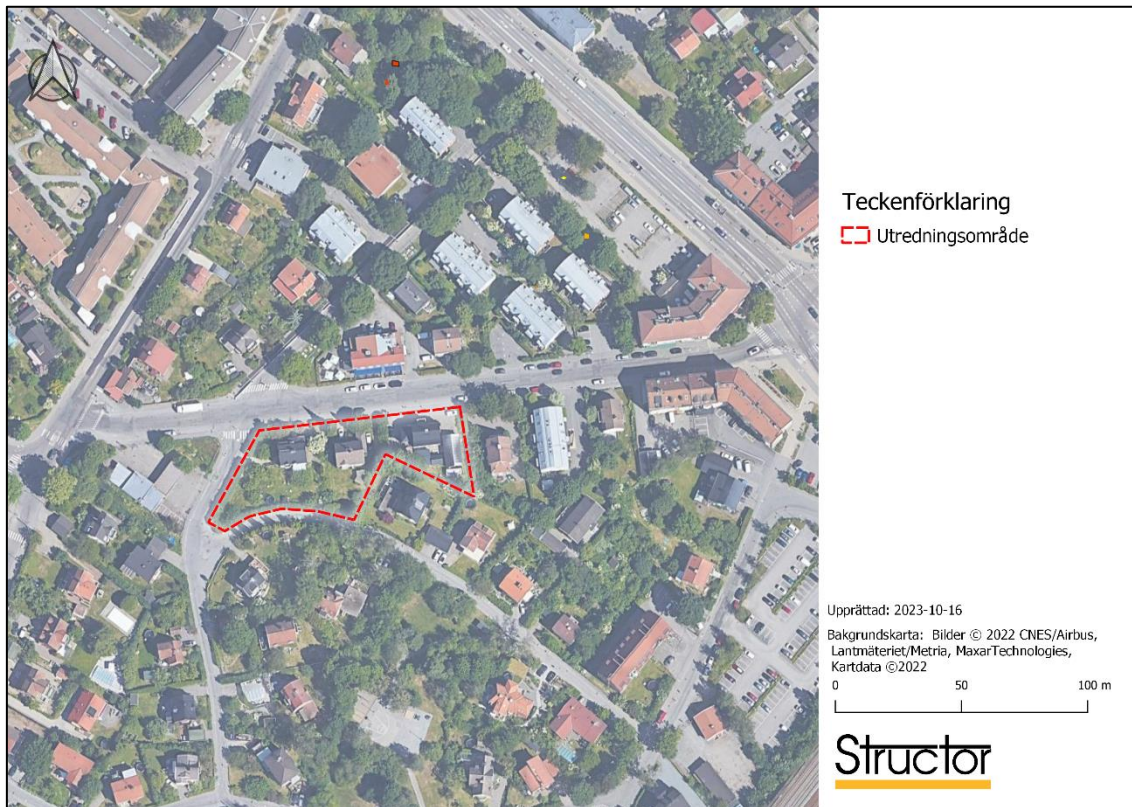 Teckenförklaring
Utredningsområde
Upprättad: 2023-10-16
Bakgrundskarta: Bilder © 2022 CNES/Airbus,
Lantmäteriet/Metria, MaxarTechnologies,
Kartdata ©2022
0 50 100 m
Structor